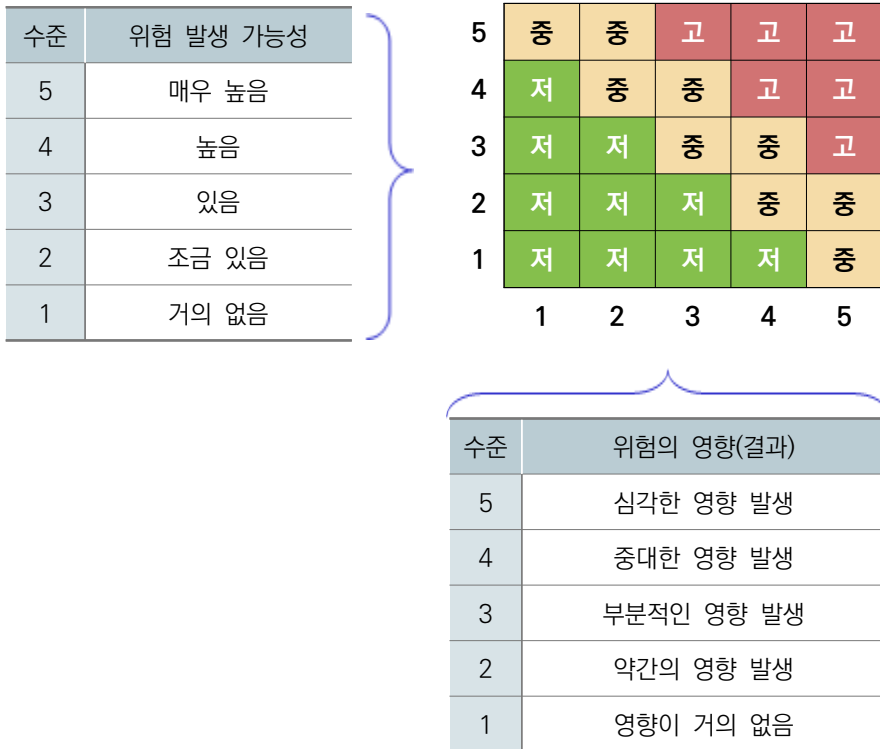 수준 위험 발생 가능성
5 매우 높음
4 높음
3 있음
2 조금 있음
1 거의 없음
5 중 중 고 고 고
4 저 중 중 고 고
3 저 저 중 중 고
2 저 저 저 중 중
1 저 저 저 저 중
1 2 3 4 5
수준 위험의 영향(결과)
5 심각한 영향 발생
4 중대한 영향 발생
3 부분적인 영향 발생
2 약간의 영향 발생
1 영향이 거의 없음